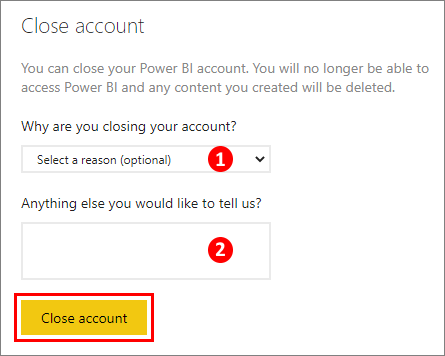 Close account
You can close your Power BI account. You will no longer be able to
access Power BI and any content you created will be deleted.
Why are you closing your account?
Select a reason (optional) 1
Anything else you would like to tell us?
2
Close account